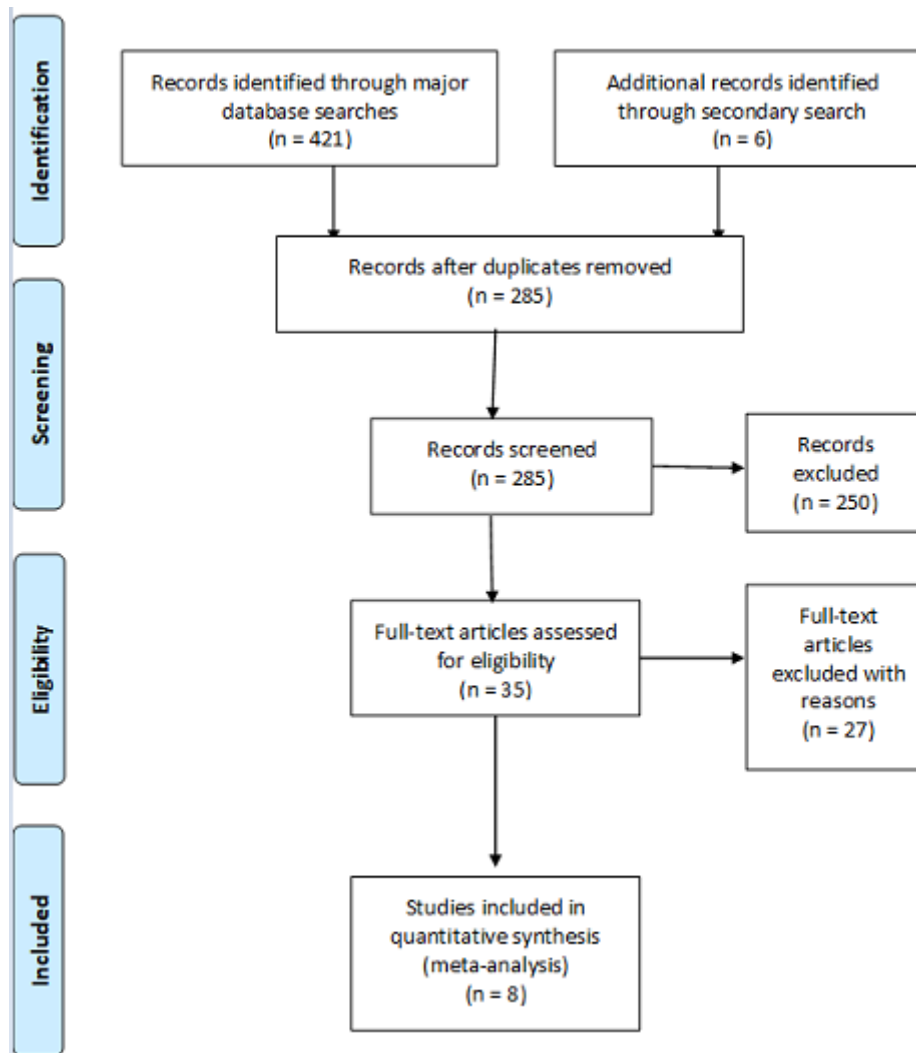 Identification
Records identified through major
database searches
(n = 421)
Additional records identified
through secondary search
(n = 6)
Records after duplicates removed
(n = 285)
Screening
Records screened
(n = 285)
Records
excluded
(n = 250)
Eligibility
Full-text articles assessed
for eligibility
(n = 35)
Full-text
articles
excluded with
reasons
(n = 27)
Included
Studies included in
quantitative synthesis
(meta-analysis)
(n = 8)